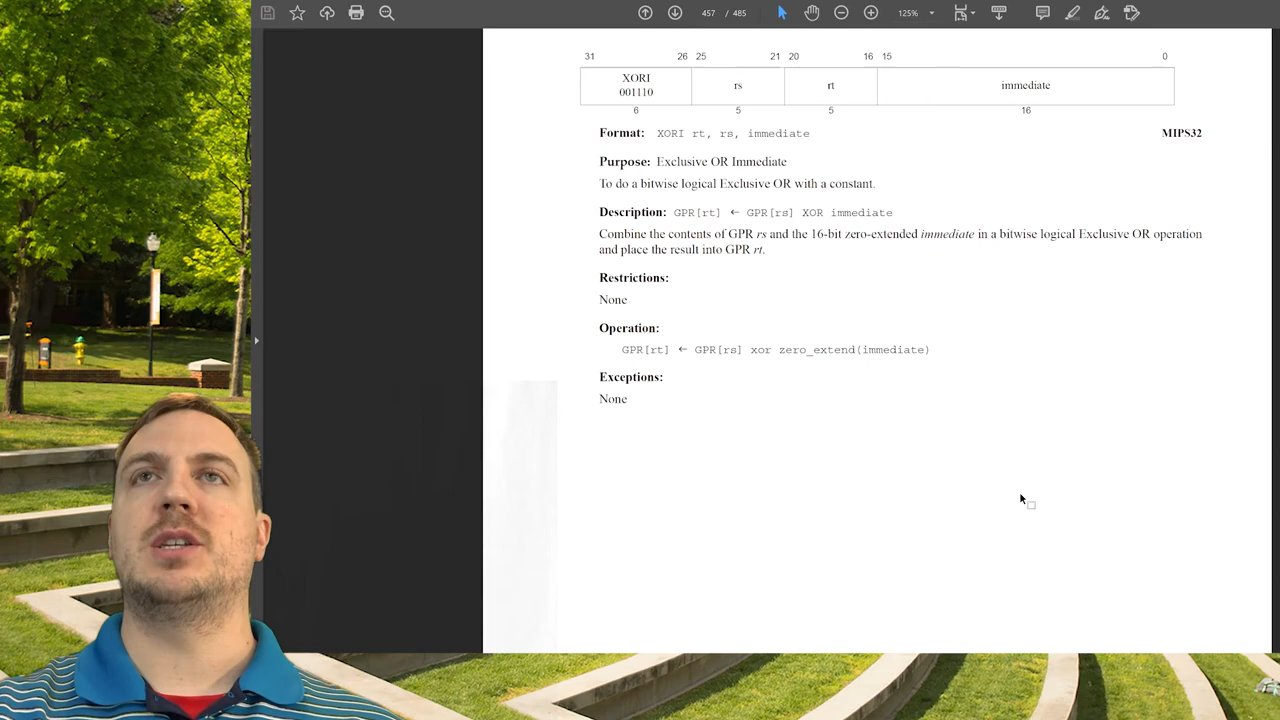 457 / 485
125%
31 26 25 21 20 16 15 0
XORI
001110
rs
rt
immediate
6 5 5 16
Format: XORI rt, rs, immediate MIPS32
Purpose: Exclusive OR Immediate
To do a bitwise logical Exclusive OR with a constant.
Description: GPR[rt] ← GPR[rs] XOR immediate
Combine the contents of GPR rs and the 16-bit zero-extended immediate in a bitwise logical Exclusive OR operation
and place the result into GPR rt.
Restrictions:
None
Operation:
GPR[rt] ← GPR[rs] xor zero_extend(immediate)
Exceptions:
None